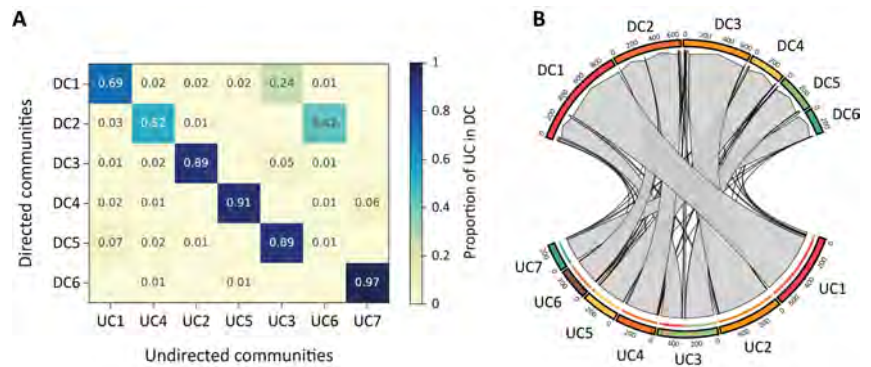 A
DC1 0.69 0.02 0.02 0.02 0.24 0.01
DC2 0.03 0.52 0.01
DC3 0.01 0.02 0.89 0.05 0.01
DC4 0.02 0.01 0.91 0.01 0.06
DC5 0.07 0.02 0.01 0.89 0.01
DC6 0.01 0.01 0.97
UC1 UC4 UC2 UC5 UC3 UC6 UC7
Undirected communities
Directed communities
1
0.8
0.6
0.4
0.2
0
Proportion of UC in DC
B
DC1
DC2
DC3
DC4
DC5
DC6
UC7
UC6
UC5
UC4
UC3
UC2
UC1